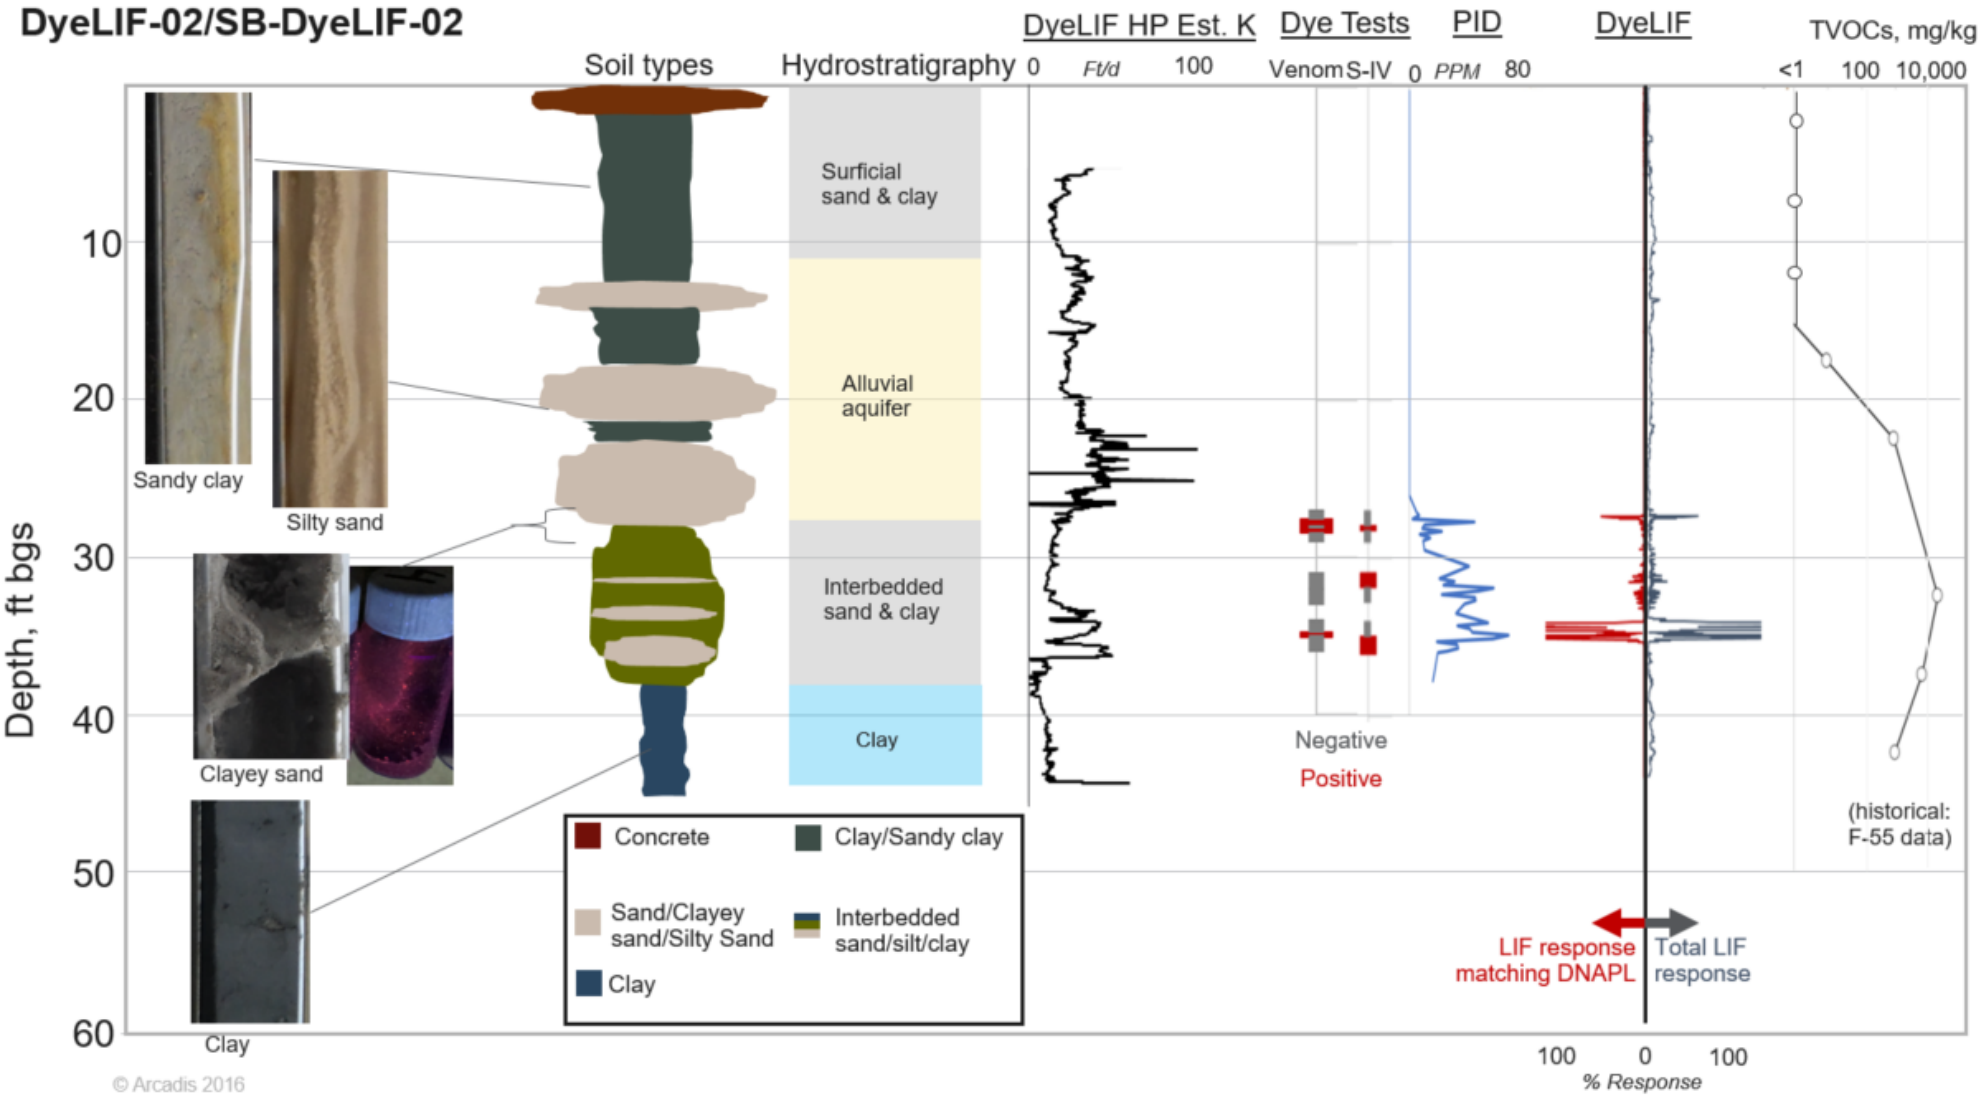 DyeLIF-02/SB-DyeLIF-02
DyeLIF HP Est. K
Dye Tests
PID
DyeLIF
TVOCs, mg/kg
Soil types
Hydrostratigraphy
0 Ft/d 100
Venom S-IV
0 PPM 80
<1 100 10,000
Depth, ft bgs
10
20
30
40
50
60
Sandy clay
Silty sand
Clayey sand
Clay
Surficial
sand & clay
Alluvial
aquifer
Interbedded
sand & clay
Clay
Negative
Positive
(historical:
F-55 data)
Concrete
Clay/Sandy clay
Sand/Clayey
sand/Silty Sand
Interbedded
sand/silt/clay
Clay
LIF response
matching DNAPL
Total LIF
response
100 0 100
% Response
© Arcadis 2016